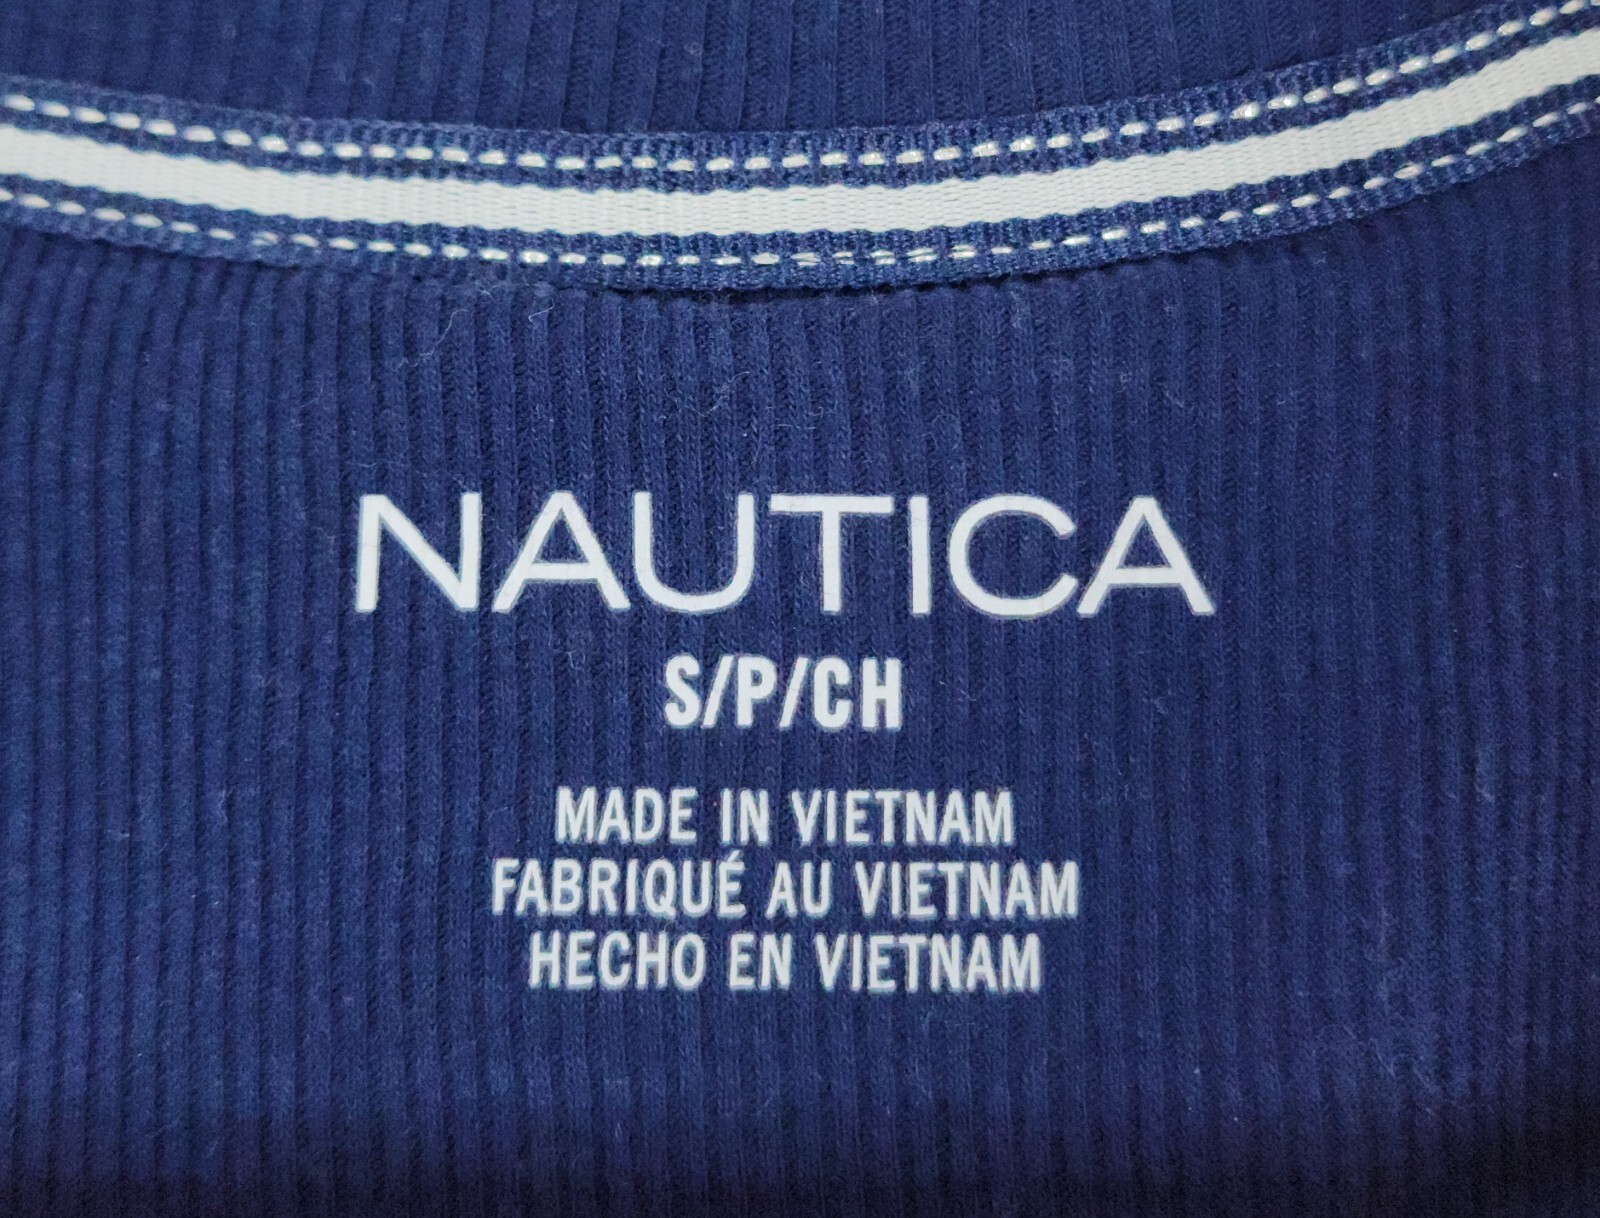 NAUTICA
S/P/CH
MADE IN VIETNAM
FABRIQUÉ AU VIETNAM
HECHO EN VIETNAM